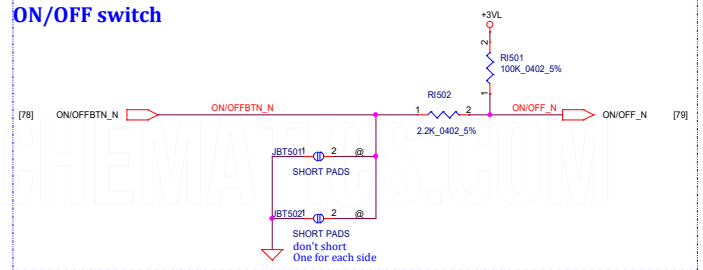 ON/OFF switch
+3VL
2
RI501
100K_0402_5%
1
RI502
[78] ON/OFFBTN_N ON/OFFBTN_N 1 2 ON/OFF_N ON/OFF_N [79]
2.2K_0402_5%
JBT501 1 2 @
SHORT PADS
JBT502 1 2 @
SHORT PADS
don't short
One for each side